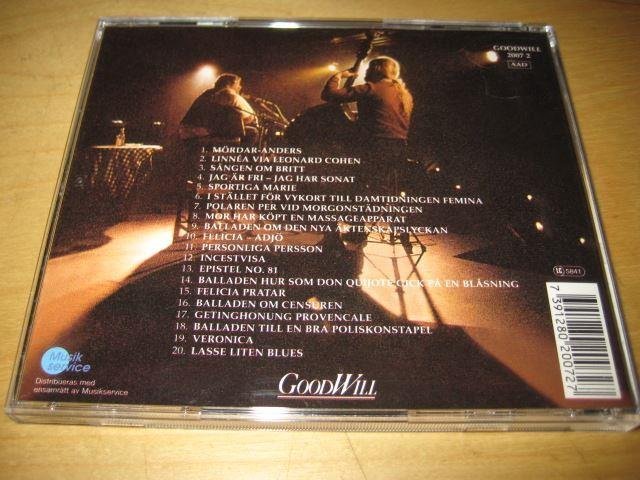 GOODWILL
2007 2
AAD
1. MÖRDAR-ANDERS
2. LINNÉA VIA LEONARD COHEN
3. SÅNGEN OM BRITT
4. JAG ÄR FRI – JAG HAR SONAT
5. SPORTIGA MARIE
6. I STÄLLET FÖR VYKORT TILL DAMTIDNINGEN FEMINA
7. POLAREN PER VID MORGONSTÄDNINGEN
8. MOR HAR KÖPT EN MASSAGEAPPARAT
9. BALLADEN OM DEN NYA ÄKTENSKAPSLYCKAN
10. FELICIA – ADJÖ
11. PERSONLIGA PERSSON
12. INCESTVISA
13. EPISTEL NO. 81
14. BALLADEN HUR SOM DON QUIJOTE GICK PÅ EN BLÅSNING
15. FELICIA PRATAR
16. BALLADEN OM CENSUREN
17. GETINGHONUNG PROVENCALE
18. BALLADEN TILL EN BRA POLISKONSTAPEL
19. VERONICA
20. LASSE LITEN BLUES
LC 5841
7 391280 200727
Musik
service
Distribueras med
ensamrätt av Musikservice
GOODWILL